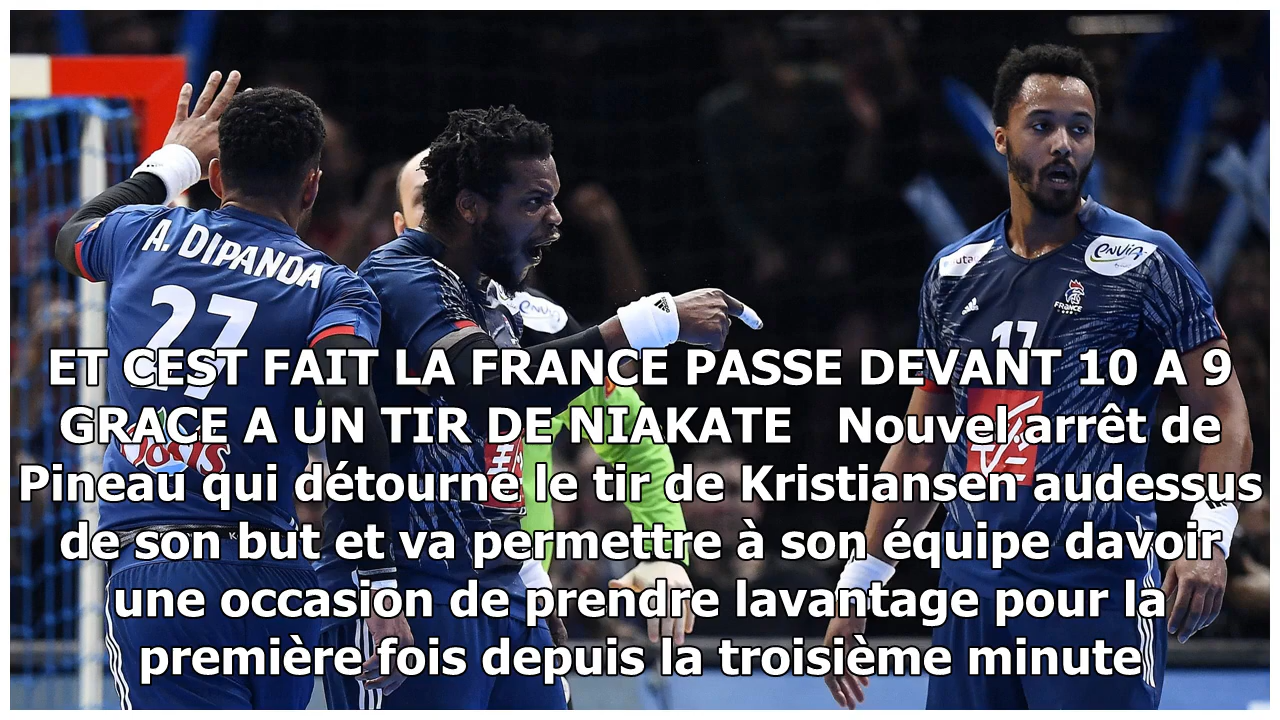 A. DIPANDA
27
enVia
FRANCE
17
ET CEST FAIT LA FRANCE PASSE DEVANT 10 A 9
GRACE A UN TIR DE NIAKATE Nouvel arrêt de
Pineau qui détourne le tir de Kristiansen audessus
de son but et va permettre à son équipe davoir
une occasion de prendre lavantage pour la
première fois depuis la troisième minute